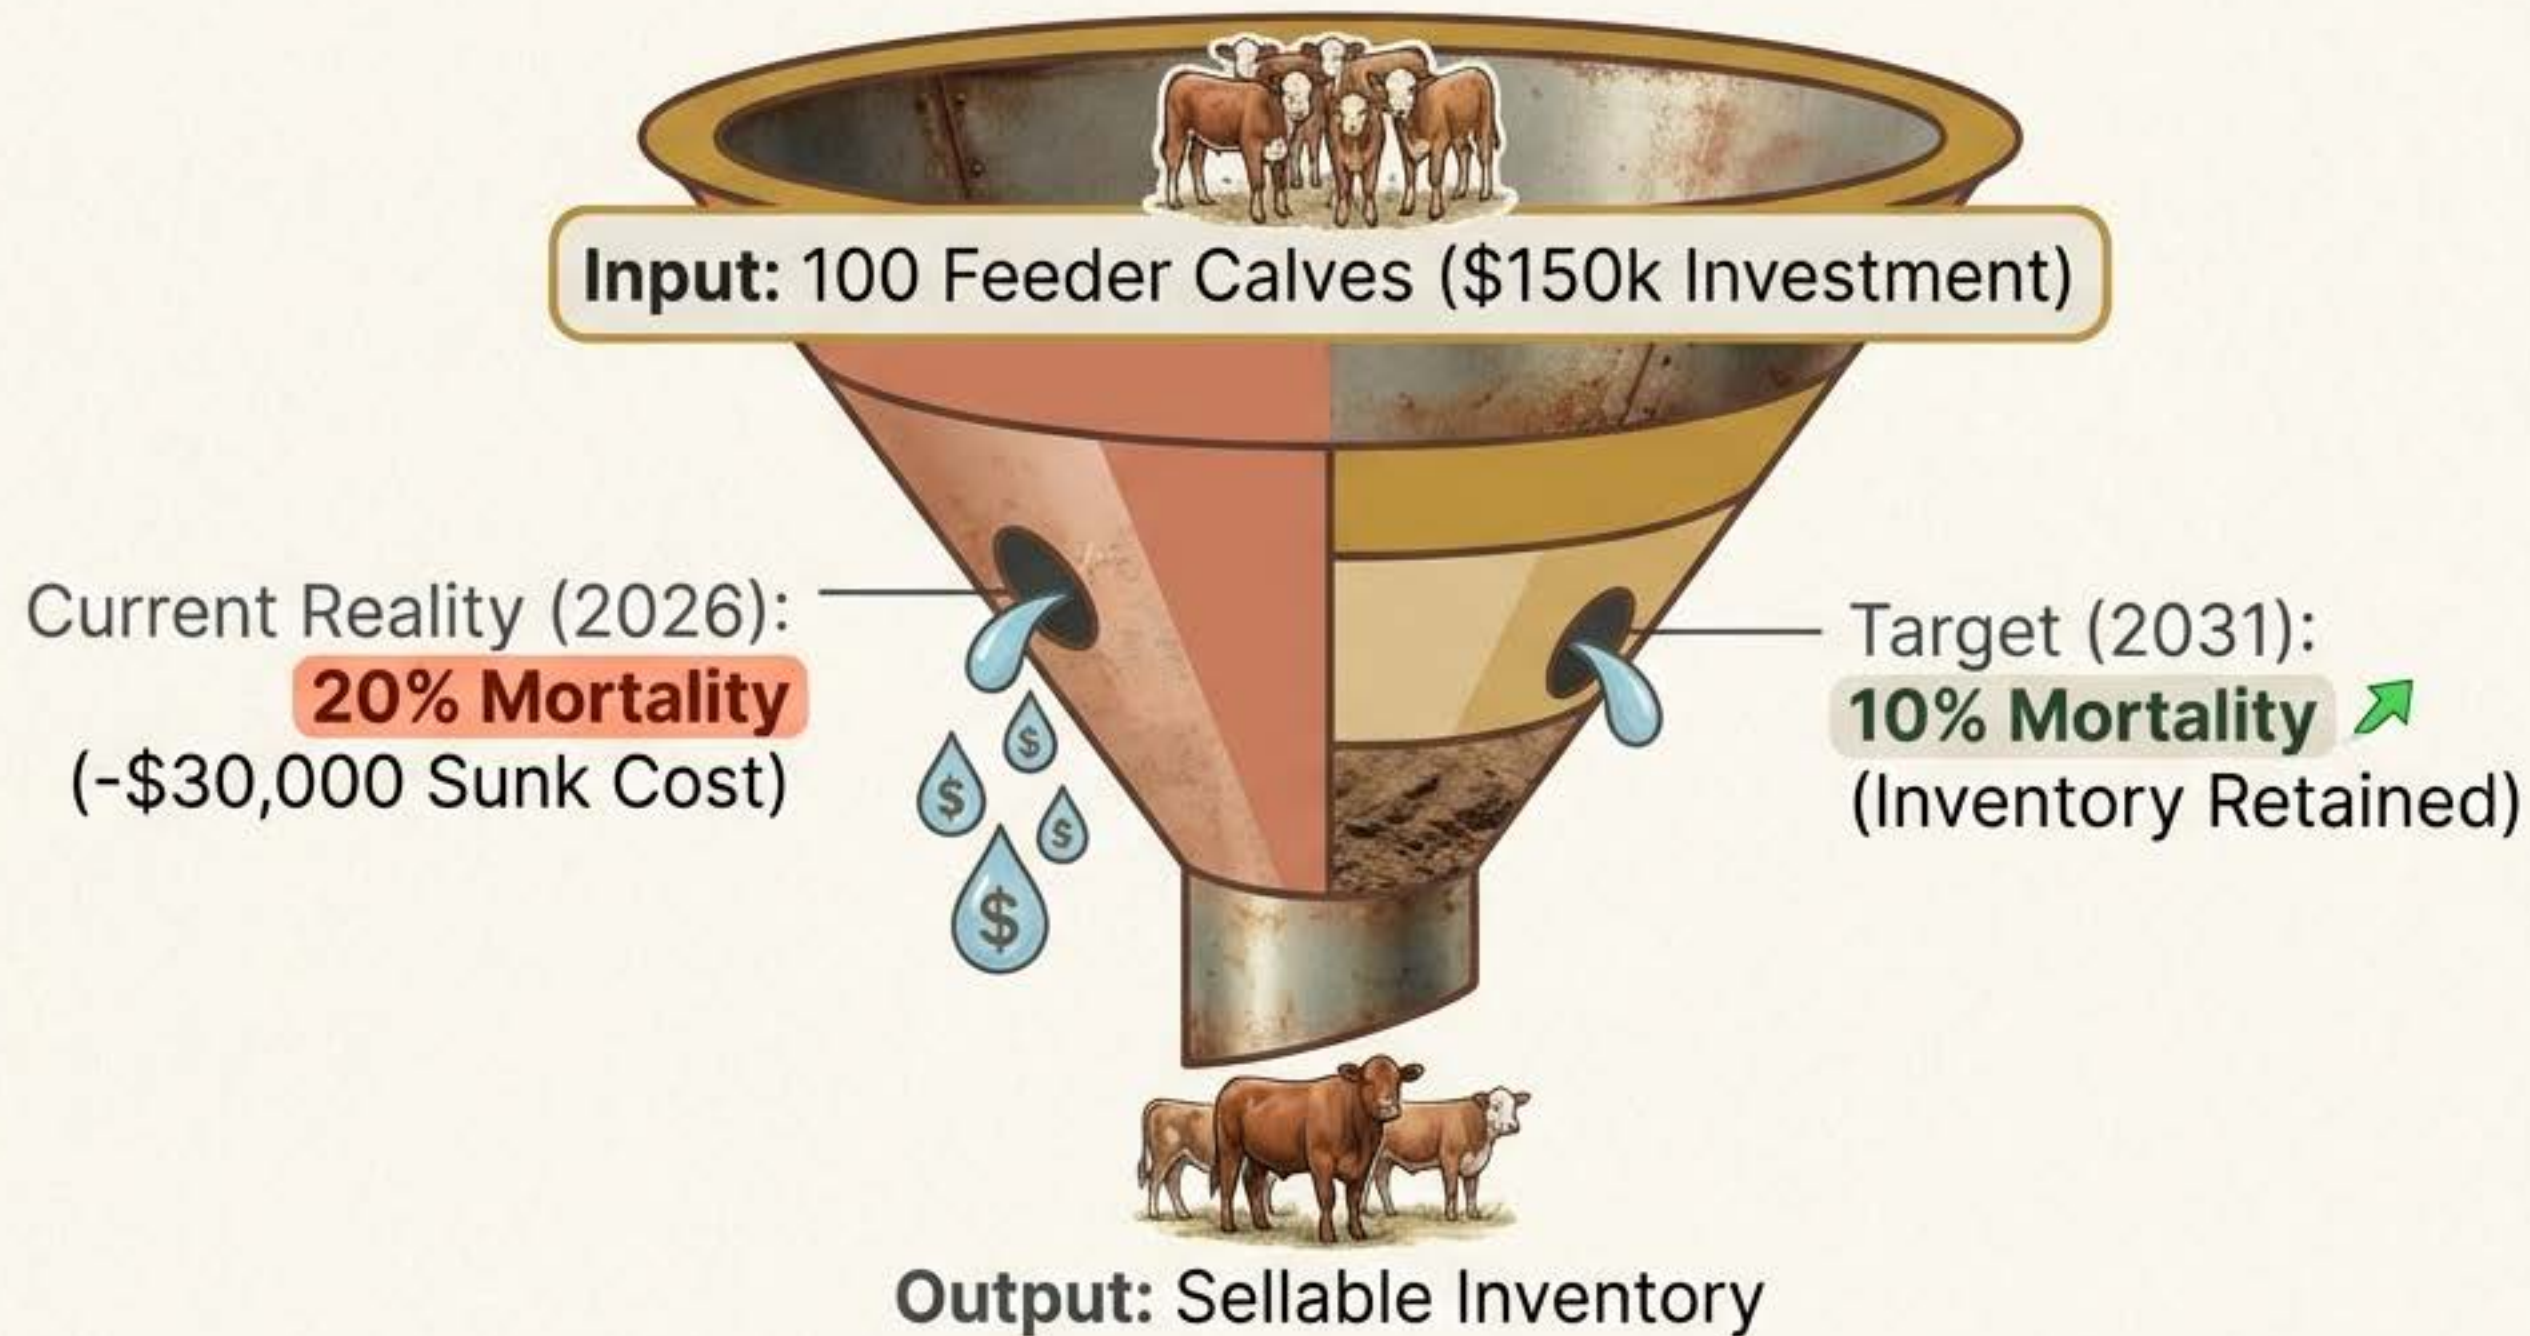 Input: 100 Feeder Calves ($150k Investment)
Current Reality (2026):
20% Mortality
(-$30,000 Sunk Cost)
$
$
$
$
Target (2031):
10% Mortality
(Inventory Retained)
Output: Sellable Inventory